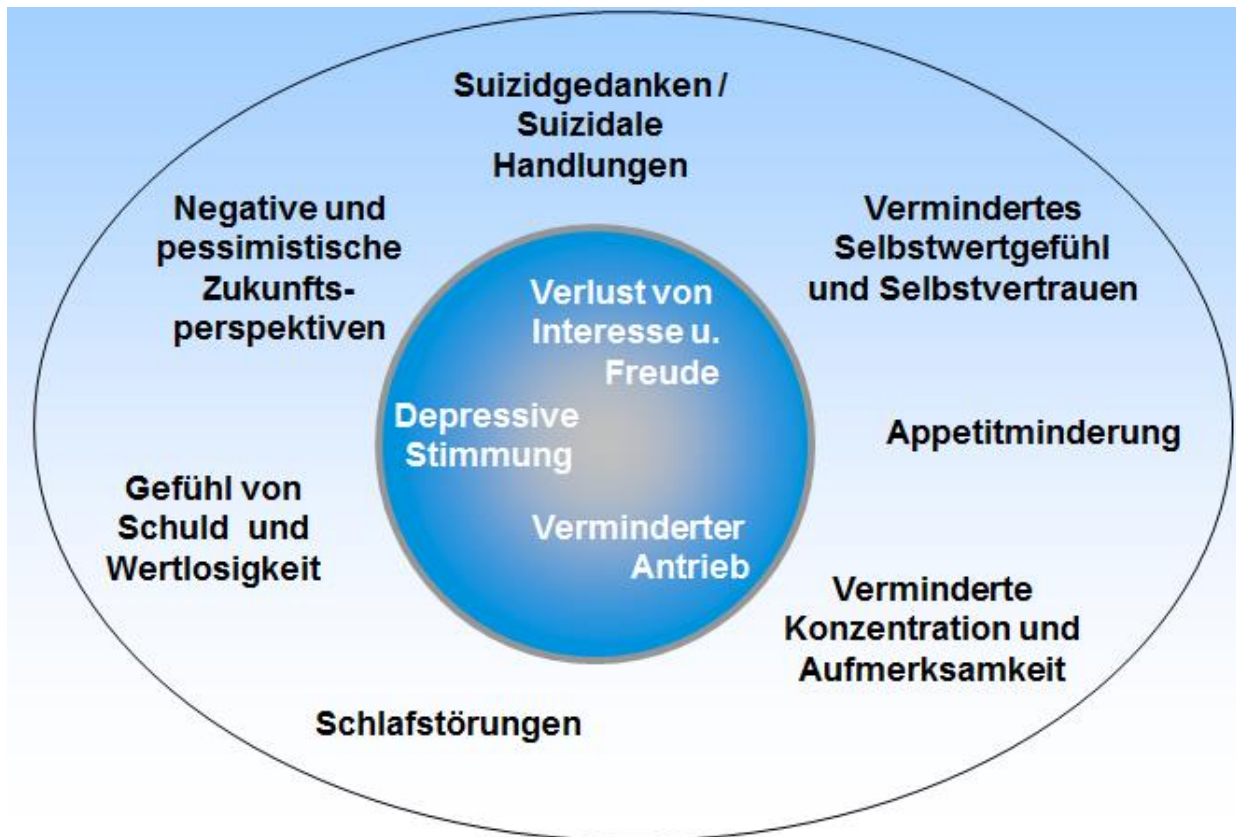 Suizidgedanken /
Suizidale
Handlungen
Negative und
pessimistische
Zukunfts-
perspektiven
Vermindertes
Selbstwertgefühl
und Selbstvertrauen
Verlust von
Interesse u.
Freude
Depressive
Stimmung
Appetitminderung
Gefühl von
Schuld und
Wertlosigkeit
Verminderter
Antrieb
Verminderte
Konzentration und
Aufmerksamkeit
Schlafstörungen